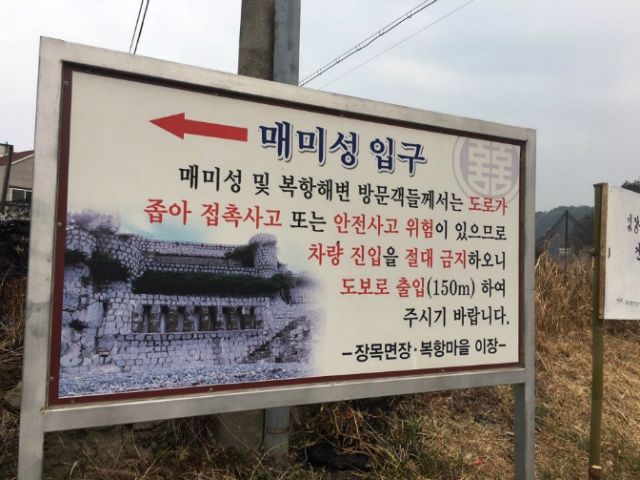 매미성 입구
매미성 및 복항해변 방문객들께서는 도로가
좁아 접촉사고 또는 안전사고 위험이 있으므로
차량 진입을 절대 금지하오니
도보로 출입(150m) 하여
주시기 바랍니다.
-장목면장·복항마을 이장-